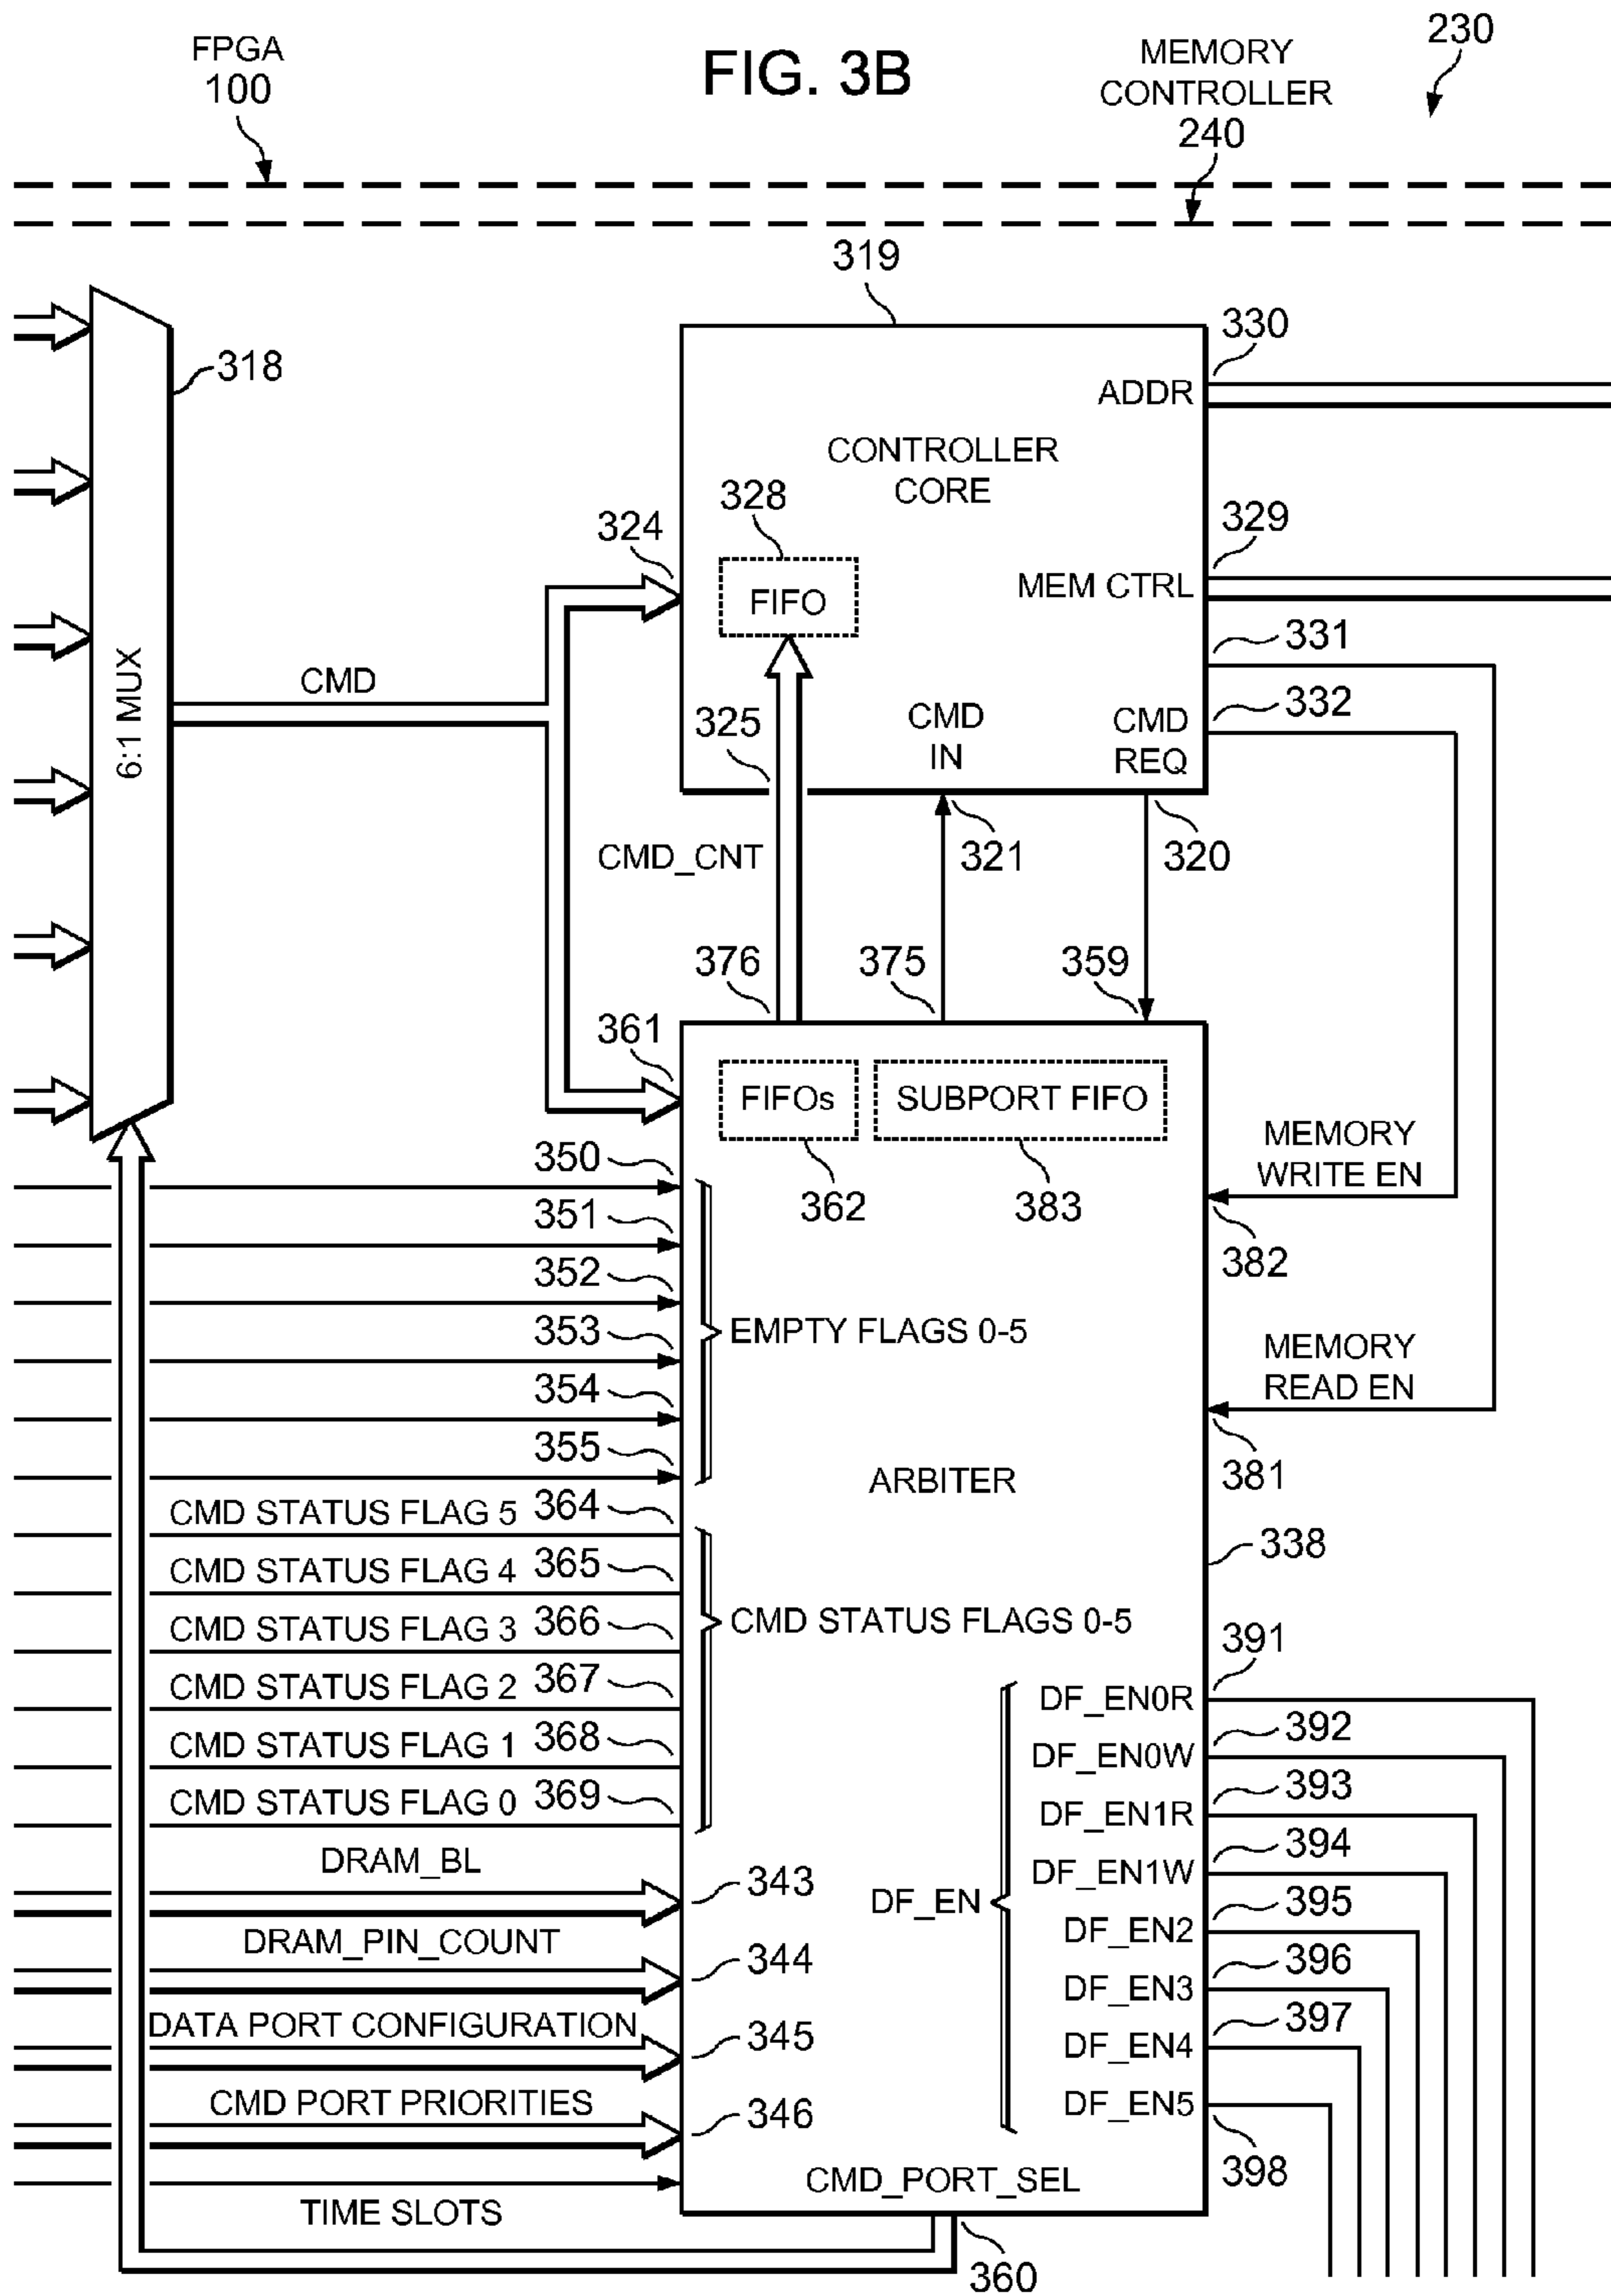 FIG. 3B
FPGA
100
MEMORY
CONTROLLER
240
230
319
318
6:1 MUX
CMD
330
ADDR
CONTROLLER
CORE
328
FIFO
324
329
MEM CTRL
331
332
325
CMD
IN
CMD
REQ
CMD_CNT
321
320
376
375
359
361
FIFOs
SUBPORT FIFO
362
383
MEMORY
WRITE EN
382
350
351
352
353
354
355
EMPTY FLAGS 0-5
MEMORY
READ EN
381
ARBITER
338
CMD STATUS FLAG 5 364
CMD STATUS FLAG 4 365
CMD STATUS FLAG 3 366
CMD STATUS FLAG 2 367
CMD STATUS FLAG 1 368
CMD STATUS FLAG 0 369
CMD STATUS FLAGS 0-5
391
DF_EN0R
392
DF_EN0W
393
DF_EN1R
394
DF_EN1W
395
DF_EN2
396
DF_EN3
397
DF_EN4
DF_EN5
398
DF_EN
DRAM_BL
343
DRAM_PIN_COUNT
344
DATA PORT CONFIGURATION
345
CMD PORT PRIORITIES
346
CMD_PORT_SEL
TIME SLOTS
360